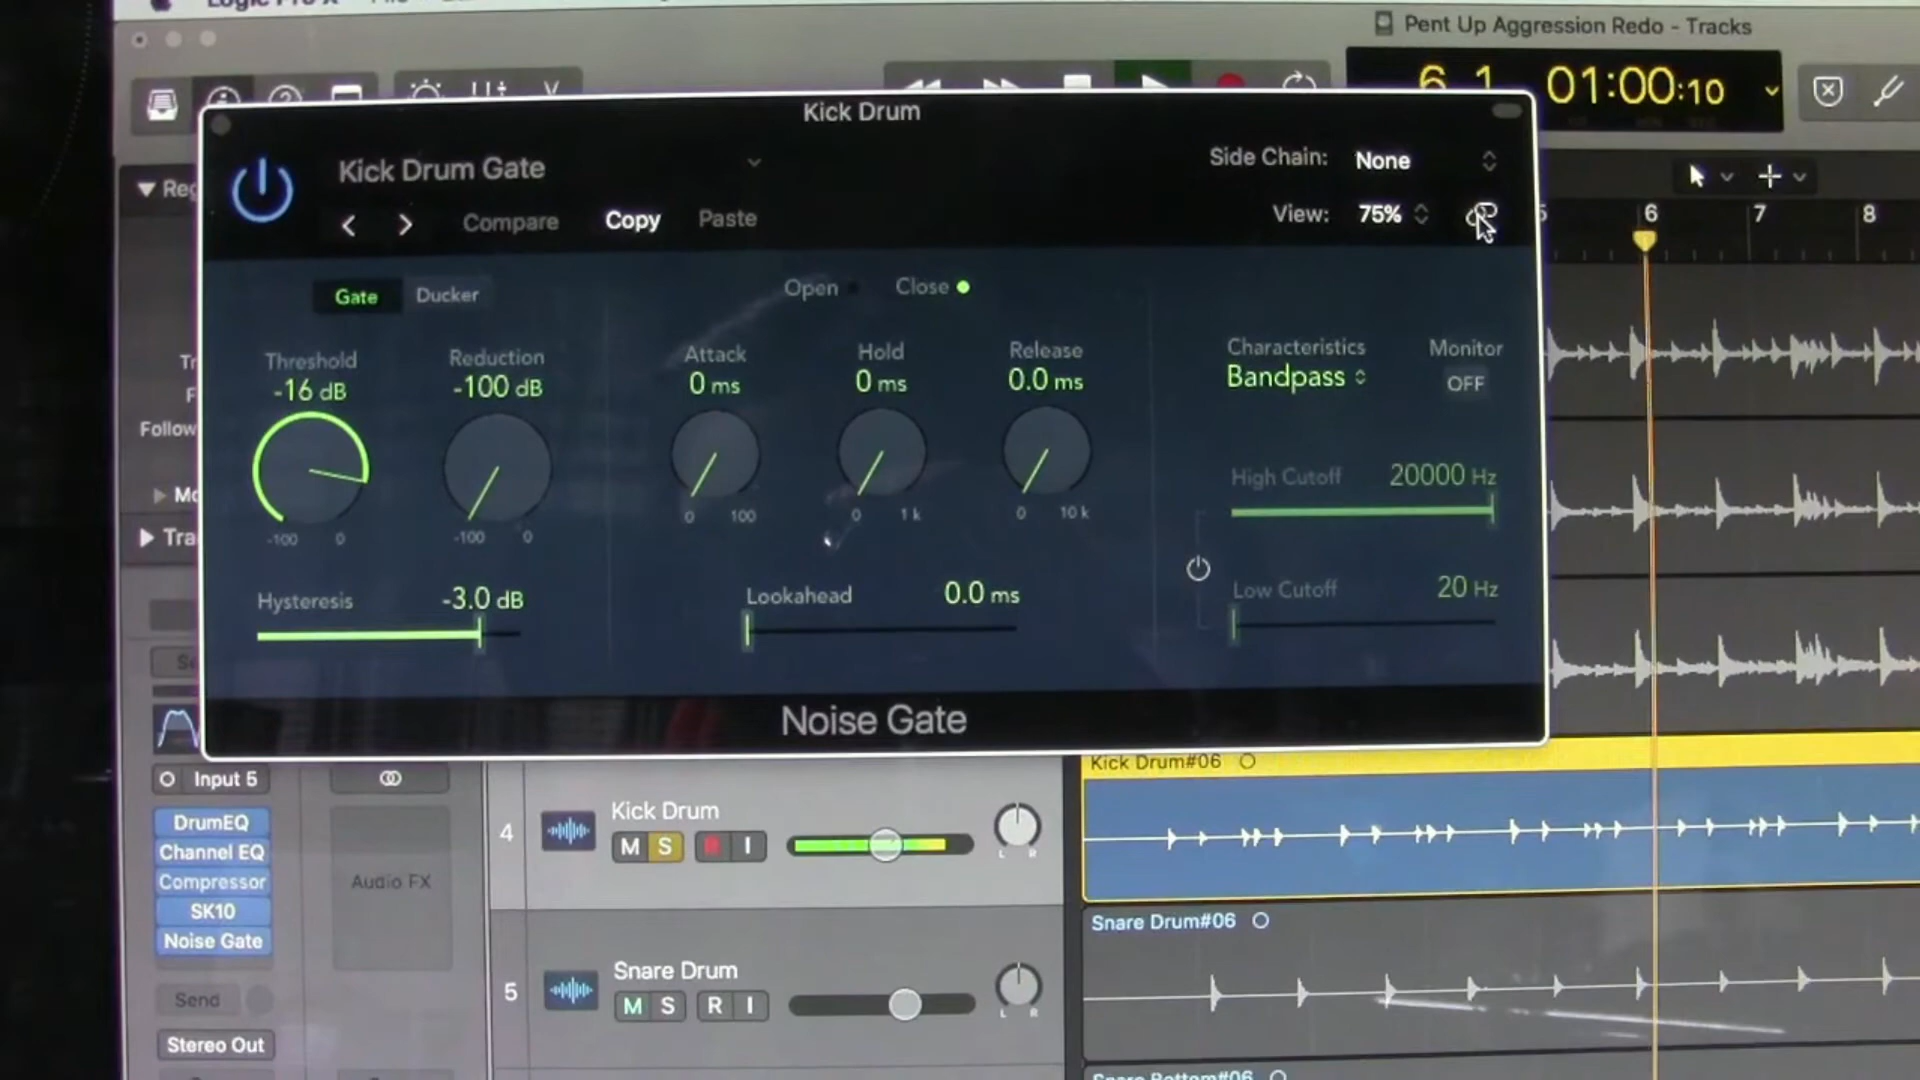 Logic Pro X
Pent Up Aggression Redo - Tracks
6 1 01:00:10
Kick Drum
Kick Drum Gate
Side Chain: None
Compare Copy Paste
View: 75%
6 7 8
Gate Ducker
Open Close
Threshold
-16 dB
-100 0
Reduction
-100 dB
-100 0
Attack
0 ms
0 100
Hold
0 ms
0 1k
Release
0.0 ms
0 10k
Characteristics
Bandpass
Monitor
OFF
High Cutoff 20000 Hz
Low Cutoff 20 Hz
Hysteresis -3.0 dB
Lookahead 0.0 ms
Noise Gate
Follow
Input 5
DrumEQ
Channel EQ
Compressor
SK10
Noise Gate
Send
Stereo Out
Audio FX
4
Kick Drum
M S I
L R
Kick Drum#06
5
Snare Drum
M S R I
L R
Snare Drum#06
Snare Bottom#06